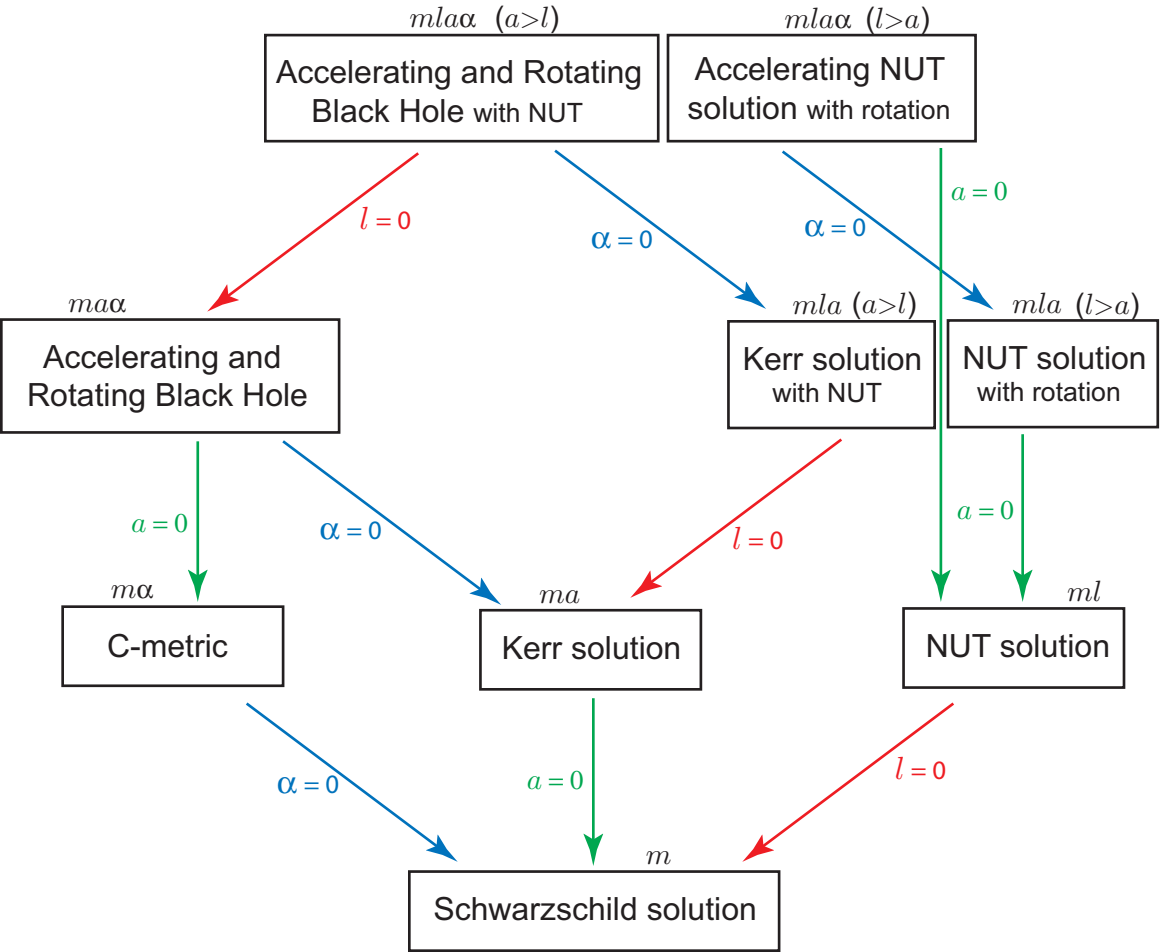 mlaα (a>l)
mlaα (l>a)
Accelerating and Rotating
Black Hole with NUT
Accelerating NUT
solution with rotation
l = 0
α = 0
α = 0
a = 0
maα
mla (a>l)
mla (l>a)
Accelerating and
Rotating Black Hole
Kerr solution
with NUT
NUT solution
with rotation
a = 0
α = 0
l = 0
a = 0
mα
ma
ml
C-metric
Kerr solution
NUT solution
α = 0
a = 0
l = 0
m
Schwarzschild solution